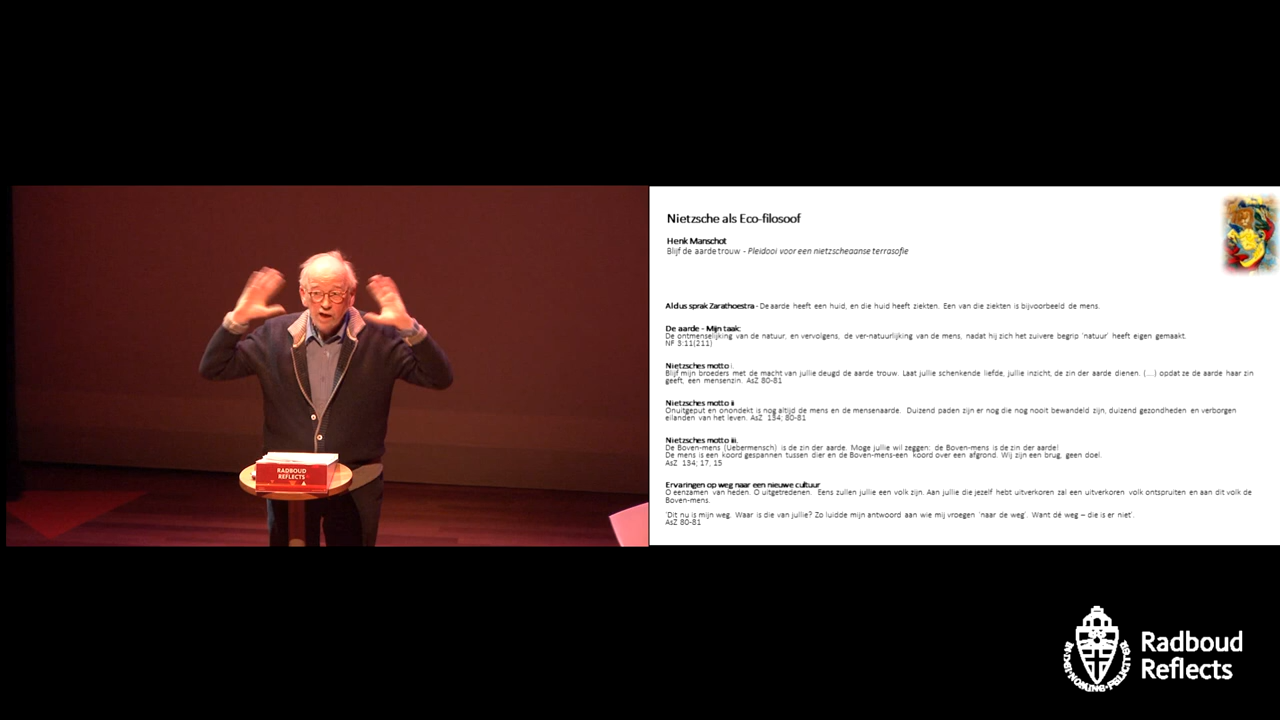 Nietzsche als Eco-filosoof
Henk Manschot
Blijf de aarde trouw - Pleidooi voor een nietzscheaanse terrasofie
Aldus sprak Zarathoestra - De aarde heeft een huid, en die huid heeft ziekten. Een van die ziekten is bijvoorbeeld de mens.
De aarde - Mijn taak:
De ontmenselijking van de natuur, en vervolgens, de ver-natuurlijking van de mens, nadat hij zich het zuivere begrip 'natuur' heeft eigen gemaakt.
NF 3:11(211)
Nietzsches motto i.
Blijf mijn broeders met de macht van jullie deugd de aarde trouw. Laat jullie schenkende liefde, jullie inzicht, de zin der aarde dienen. (....) opdat ze de aarde haar zin
geeft, een mensenzin. AsZ 80-81
Nietzsches motto ii
Onuitgeput en onondekt is nog altijd de mens en de mensenaarde. Duizend paden zijn er nog die nog nooit bewandeld zijn, duizend gezondheden en verborgen
eilanden van het leven. AsZ 134; 80-81
Nietzsches motto iii.
De Boven-mens (Uebermensch) is de zin der aarde. Moge jullie wil zeggen: de Boven-mens is de zin der aarde!
De mens is een koord gespannen tussen dier en de Boven-mens-een koord over een afgrond. Wij zijn een brug, geen doel.
AsZ 134; 17, 15
Ervaringen op weg naar een nieuwe cultuur
O eenzamen van heden. O uitgetredenen. Eens zullen jullie een volk zijn. Aan jullie die jezelf hebt uitverkoren zal een uitverkoren volk ontspruiten en aan dit volk de
Boven-mens.
'Dit nu is mijn weg. Waar is die van jullie? Zo luidde mijn antwoord aan wie mij vroegen 'naar de weg'. Want dé weg – die is er niet'.
AsZ 80-81
RADBOUD
REFLECTS
Radboud
Reflects
IN DEI NOMINE FELICITER